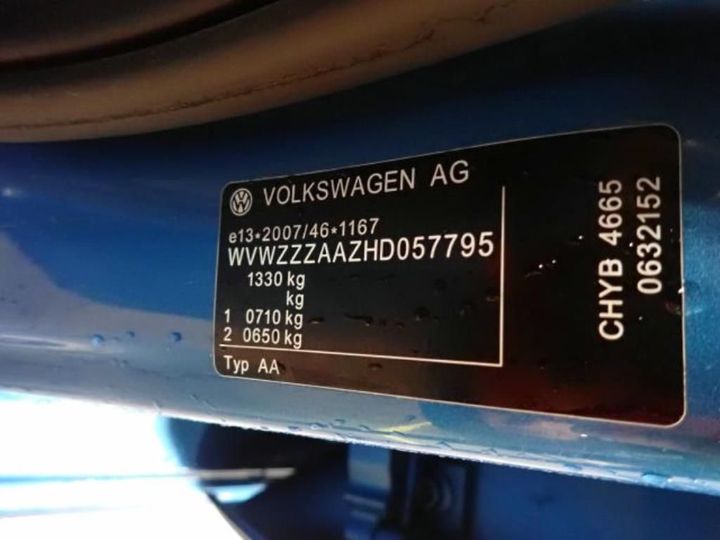 VOLKSWAGEN AG
e13*2007/46*1167
WVWZZZAAZHD057795
1330 kg
kg
1 0710 kg
2 0650 kg
Typ AA
CHYB 4665
0632152